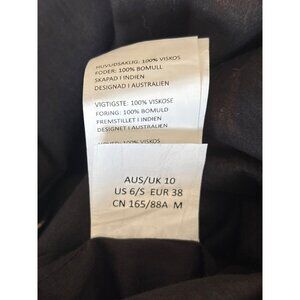 HUVUDSAKLIG: 100% VISKOS
FODER: 100% BOMULL
SKAPAD I INDIEN
DESIGNAD I AUSTRALIEN
VIGTIGSTE: 100% VISKOSE
FORING: 100% BOMULD
FREMSTILLET I INDIEN
DESIGNET I AUSTRALIEN
100% VISKOS
AUS/UK 10
US 6/S EUR 38
CN 165/88A M